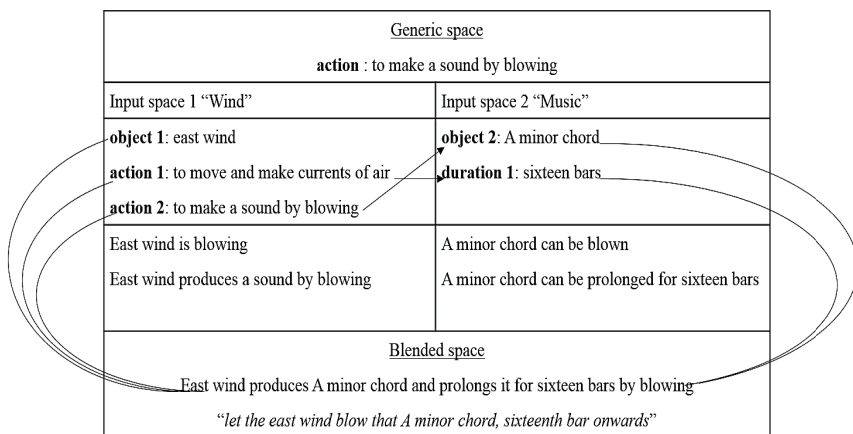 Generic space
action : to make a sound by blowing
Input space 1 “Wind”
Input space 2 “Music”
object 1: east wind
action 1: to move and make currents of air
action 2: to make a sound by blowing
object 2: A minor chord
duration 1: sixteen bars
East wind is blowing
East wind produces a sound by blowing
A minor chord can be blown
A minor chord can be prolonged for sixteen bars
Blended space
East wind produces A minor chord and prolongs it for sixteen bars by blowing
“let the east wind blow that A minor chord, sixteenth bar onwards”